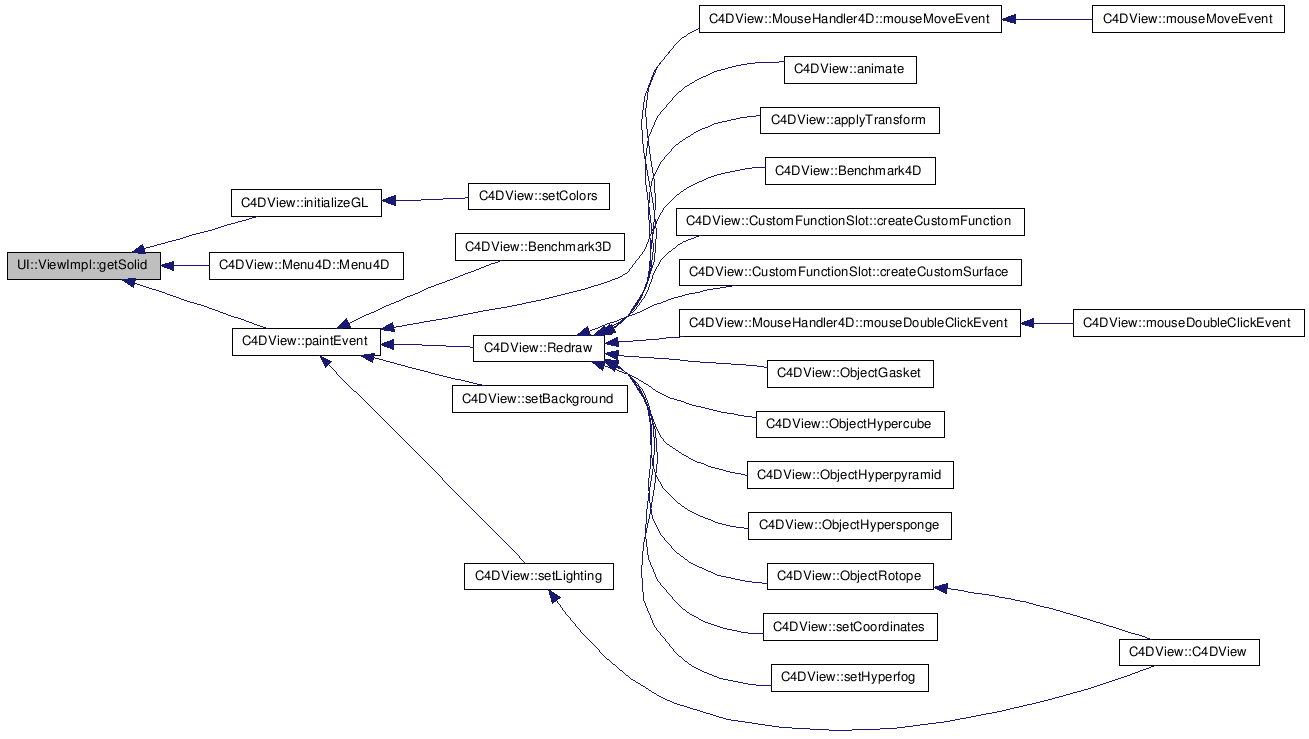 C4DView::MouseHandler4D::mouseMoveEvent
C4DView::mouseMoveEvent
C4DView::animate
C4DView::applyTransform
C4DView::Benchmark4D
C4DView::initializeGL
C4DView::setColors
C4DView::CustomFunctionSlot::createCustomFunction
C4DView::Benchmark3D
UI::ViewImpl::getSolid
C4DView::Menu4D::Menu4D
C4DView::CustomFunctionSlot::createCustomSurface
C4DView::MouseHandler4D::mouseDoubleClickEvent
C4DView::mouseDoubleClickEvent
C4DView::paintEvent
C4DView::Redraw
C4DView::ObjectGasket
C4DView::setBackground
C4DView::ObjectHypercube
C4DView::ObjectHyperpyramid
C4DView::ObjectHypersponge
C4DView::setLighting
C4DView::ObjectRotope
C4DView::setCoordinates
C4DView::C4DView
C4DView::setHyperfog